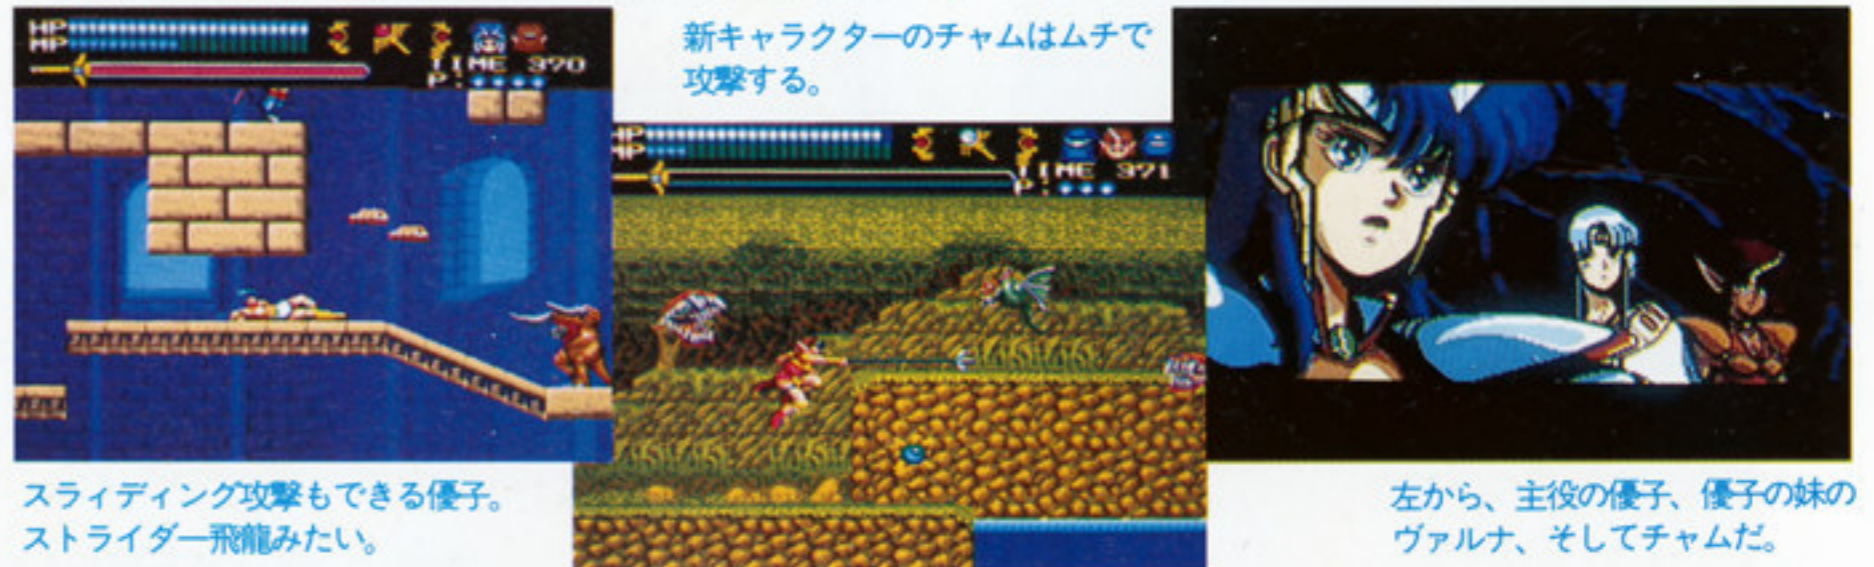 HP
MP
TIME 370
P:
スライディング攻撃もできる優子。
ストライダー飛龍みたい。
新キャラクターのチャムはムチで
攻撃する。
HP
MP
TIME 371
P:
左から、主役の優子、優子の妹の
ヴァルナ、そしてチャムだ。